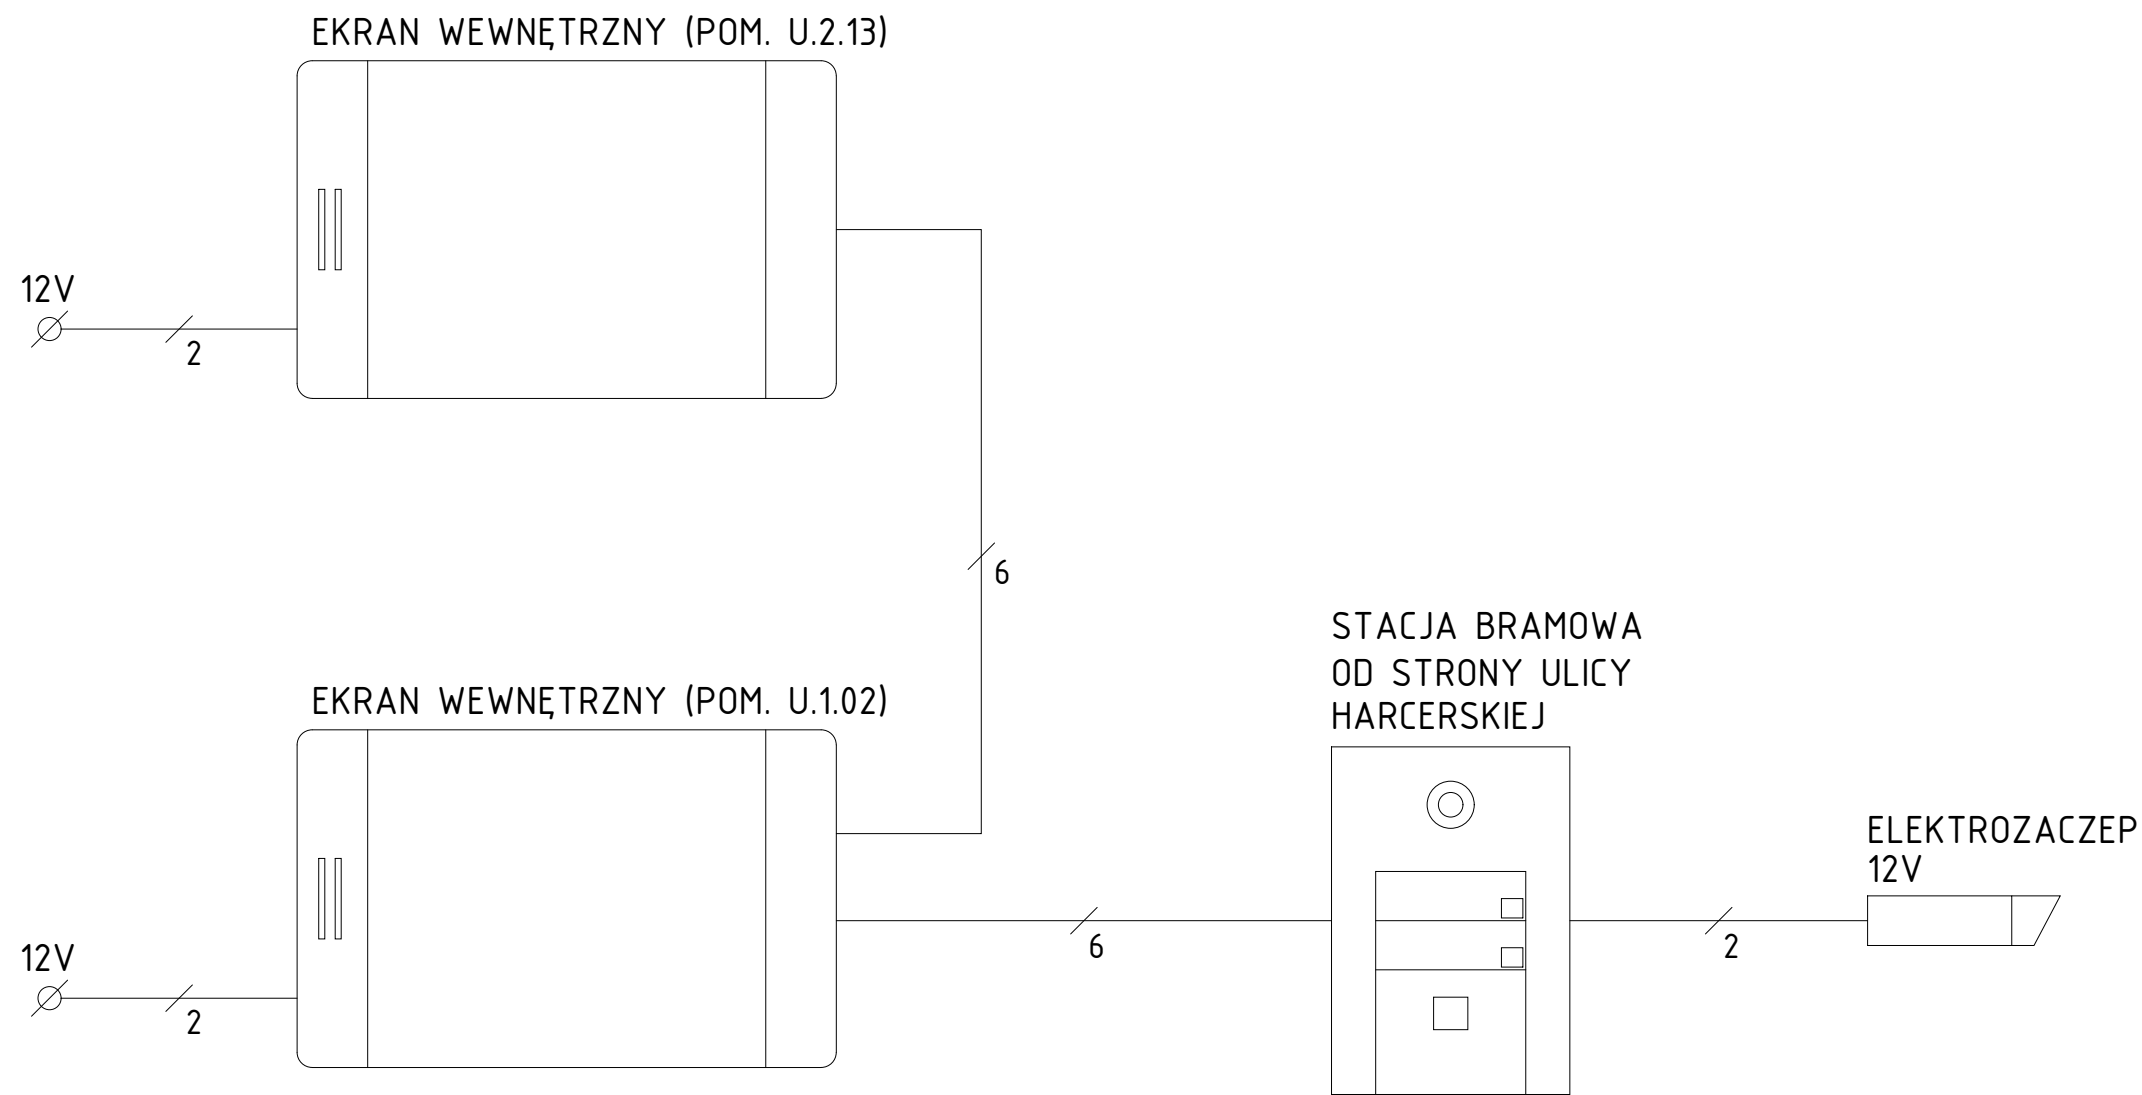 EKRAN WEWNĘTRZNY (POM. U.2.13)
12V
2
6
STACJA BRAMOWA
OD STRONY ULICY
HARCERSKIEJ
EKRAN WEWNĘTRZNY (POM. U.1.02)
ELEKTROZACZEP
12V
12V
2
6
2